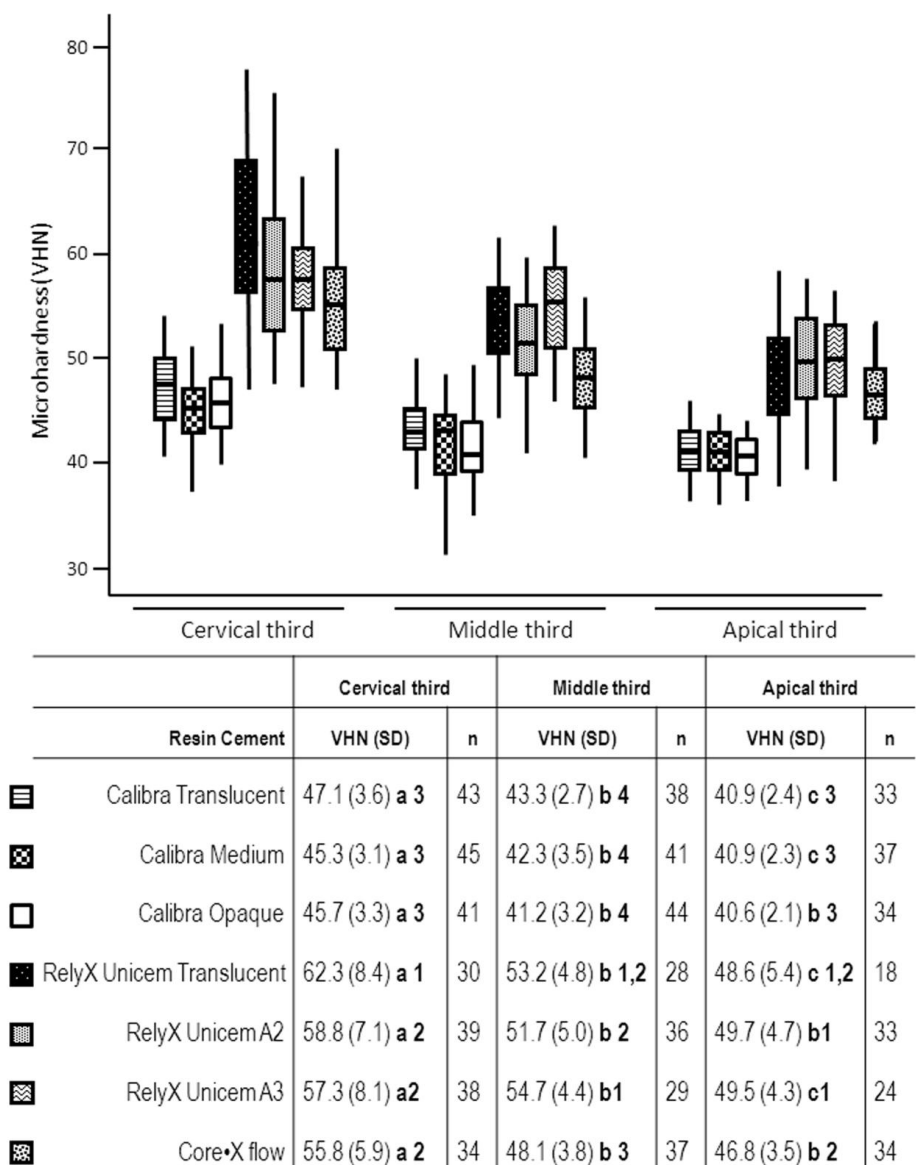 80
70
60
50
40
30
Microhardness(VHN)
Cervical third Middle third Apical third
Cervical third Middle third Apical third
Resin Cement VHN (SD) n VHN (SD) n VHN (SD) n
Calibra Translucent 47.1 (3.6) a 3 43 43.3 (2.7) b 4 38 40.9 (2.4) c 3 33
Calibra Medium 45.3 (3.1) a 3 45 42.3 (3.5) b 4 41 40.9 (2.3) c 3 37
Calibra Opaque 45.7 (3.3) a 3 41 41.2 (3.2) b 4 44 40.6 (2.1) b 3 34
RelyX Unicem Translucent 62.3 (8.4) a 1 30 53.2 (4.8) b 1,2 28 48.6 (5.4) c 1,2 18
RelyX Unicem A2 58.8 (7.1) a 2 39 51.7 (5.0) b 2 36 49.7 (4.7) b1 33
RelyX Unicem A3 57.3 (8.1) a2 38 54.7 (4.4) b1 29 49.5 (4.3) c1 24
Core•X flow 55.8 (5.9) a 2 34 48.1 (3.8) b 3 37 46.8 (3.5) b 2 34